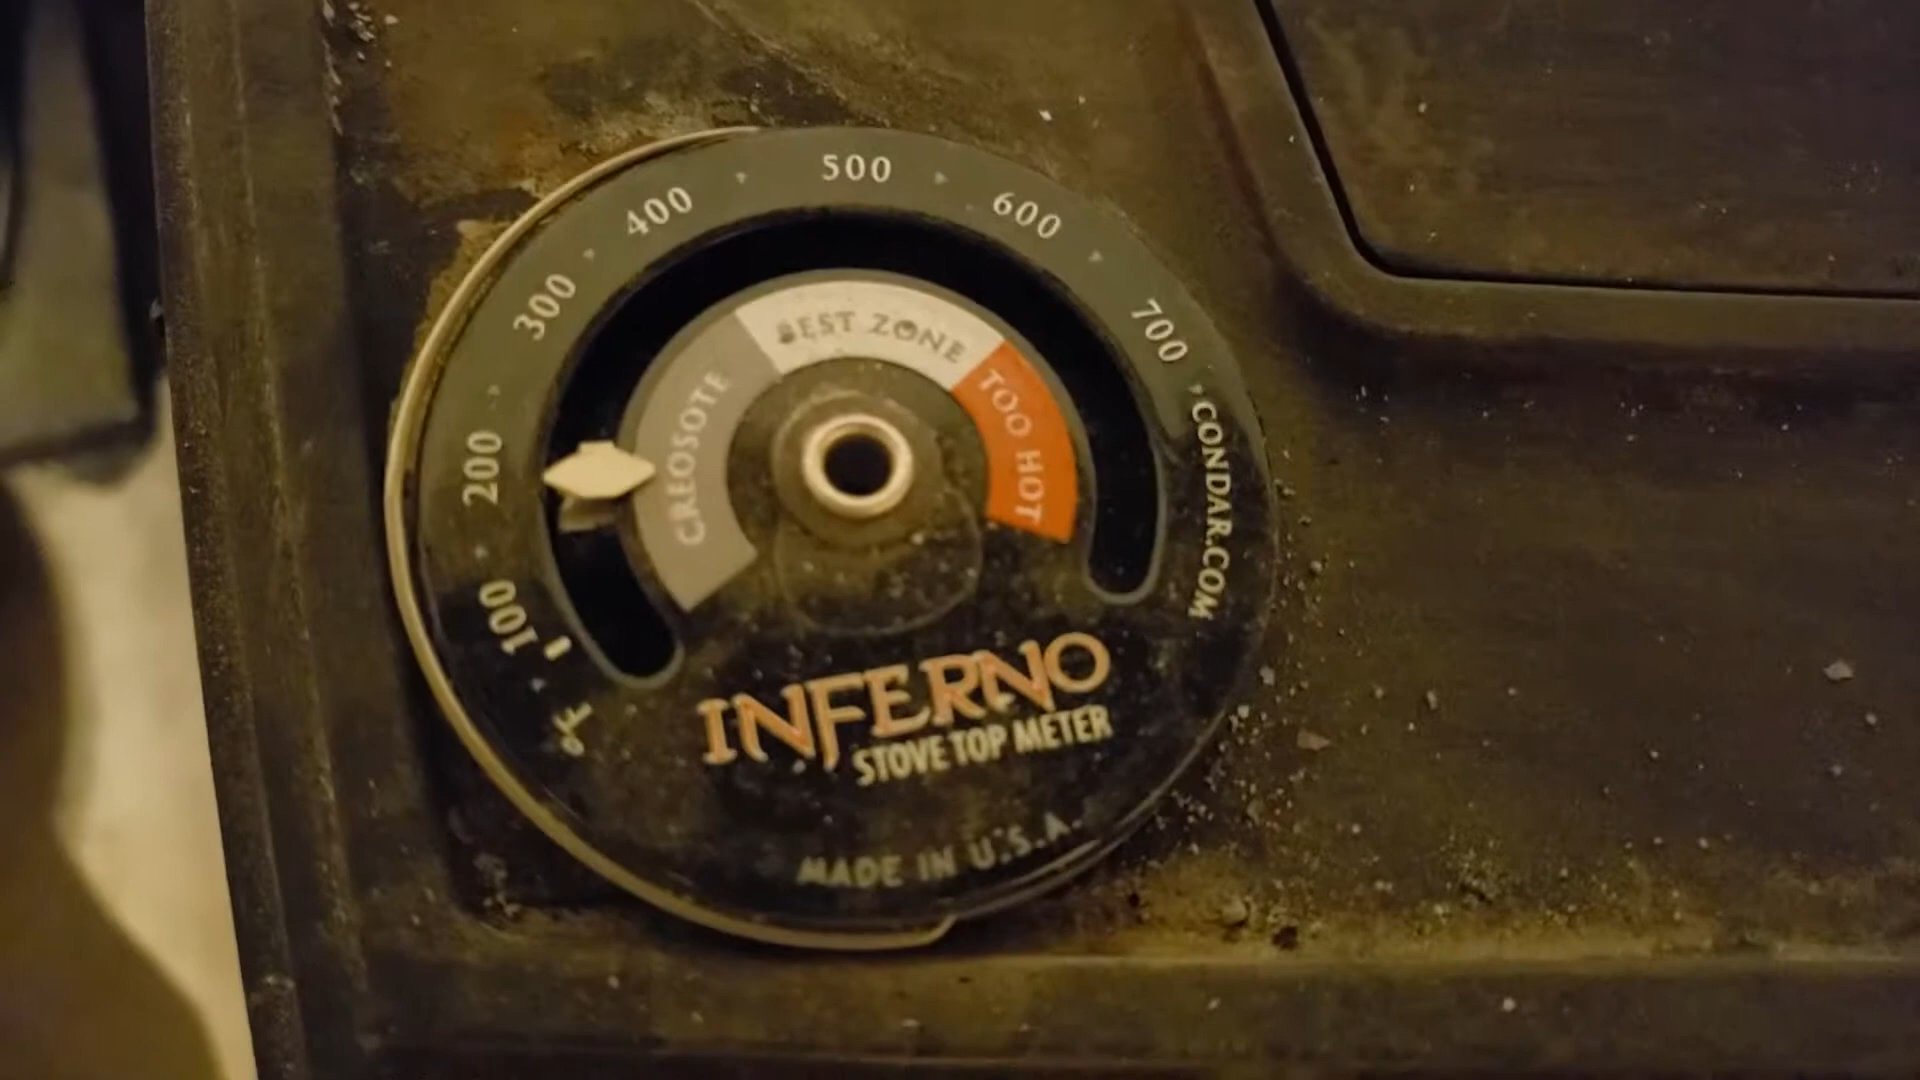 100
200
300
400
500
600
700
°F
CREOSOTE
BEST ZONE
TOO HOT
CONDAR.COM
INFERNO
STOVE TOP METER
MADE IN U.S.A.